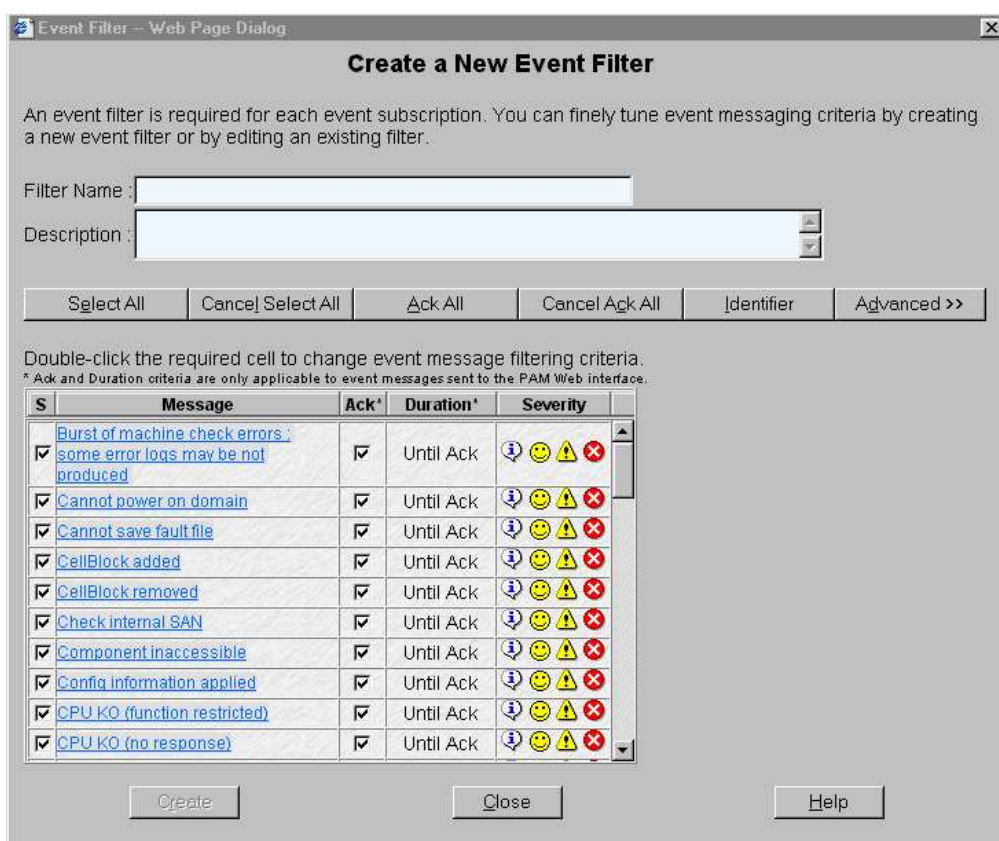 Event Filter -- Web Page Dialog
Create a New Event Filter
An event filter is required for each event subscription. You can finely tune event messaging criteria by creating
a new event filter or by editing an existing filter.
Filter Name :
Description :
Select All Cancel Select All Ack All Cancel Ack All Identifier Advanced >>
Double-click the required cell to change event message filtering criteria.
* Ack and Duration criteria are only applicable to event messages sent to the PAM Web interface.
S Message Ack* Duration* Severity
Burst of machine check errors :
some error logs may be not
produced
Until Ack
Cannot power on domain Until Ack
Cannot save fault file Until Ack
CellBlock added Until Ack
CellBlock removed Until Ack
Check internal SAN Until Ack
Component inaccessible Until Ack
Config information applied Until Ack
CPU KO (function restricted) Until Ack
CPU KO (no response) Until Ack
Create Close Help